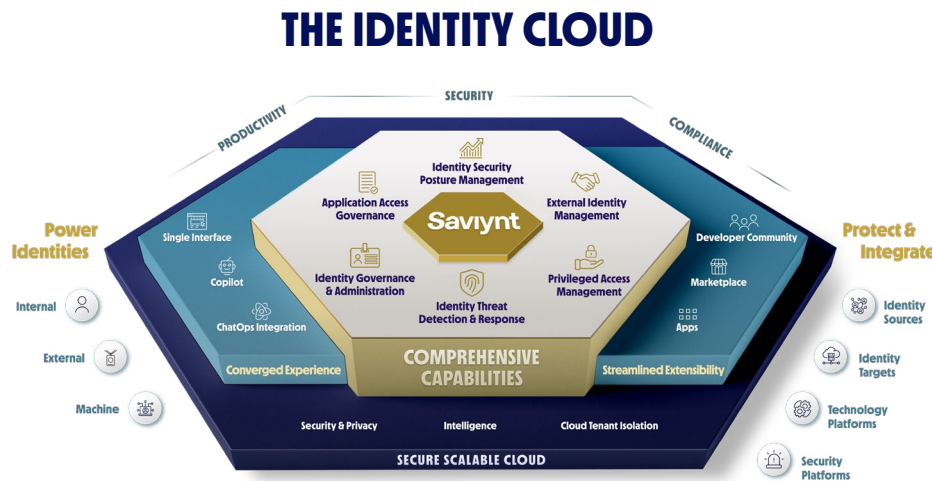 THE IDENTITY CLOUD
SECURITY
PRODUCTIVITY
COMPLIANCE
Identity Security
Posture Management
Application Access
Governance
External Identity
Management
Saviynt
Identity Governance
& Administration
Identity Threat
Detection & Response
Privileged Access
Management
Single Interface
Copilot
ChatOps Integration
Converged Experience
COMPREHENSIVE
CAPABILITIES
Developer Community
Marketplace
Apps
Streamlined Extensibility
Power
Identities
Internal
External
Machine
Protect &
Integrate
Identity
Sources
Identity
Targets
Technology
Platforms
Security
Platforms
Security & Privacy
Intelligence
Cloud Tenant Isolation
SECURE SCALABLE CLOUD